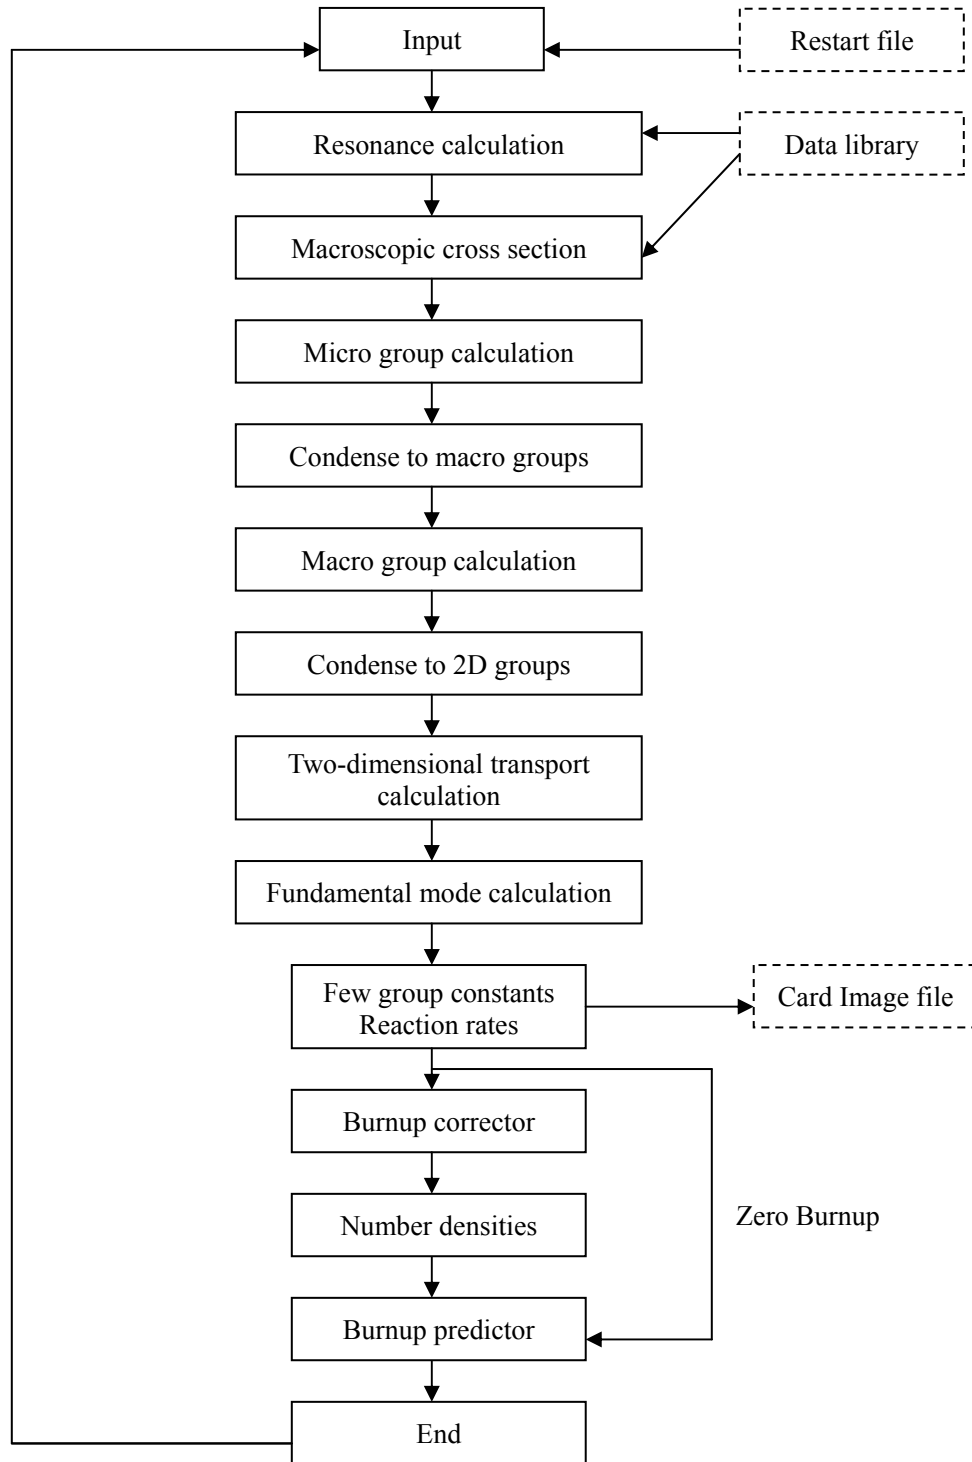 Input
Restart file
Resonance calculation
Data library
Macroscopic cross section
Micro group calculation
Condense to macro groups
Macro group calculation
Condense to 2D groups
Two-dimensional transport
calculation
Fundamental mode calculation
Few group constants
Reaction rates
Card Image file
Burnup corrector
Number densities
Zero Burnup
Burnup predictor
End